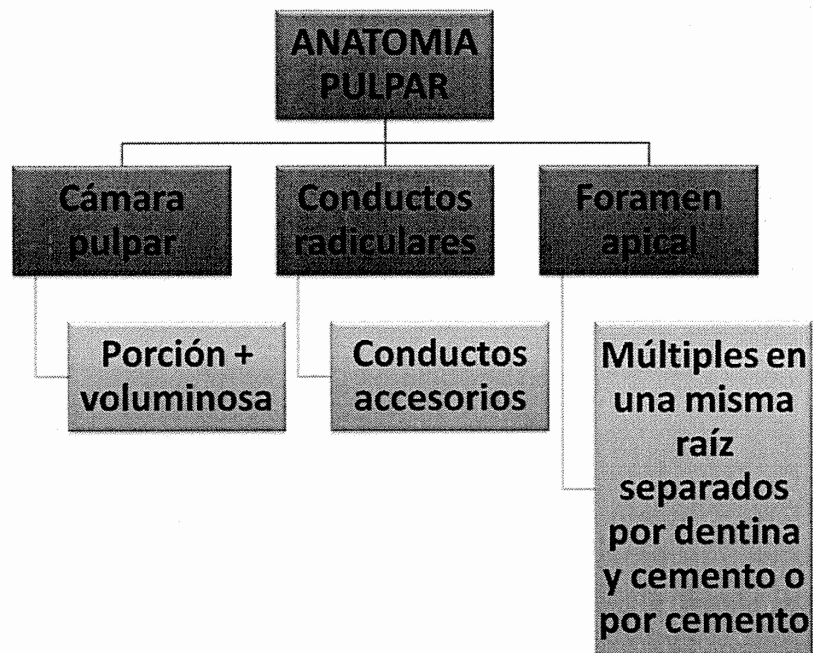 ANATOMIA
PULPAR
Cámara
pulpar
Conductos
radiculares
Foramen
apical
Porción +
voluminosa
Conductos
accesorios
Múltiples en
una misma
raíz
separados
por dentina
y cemento o
por cemento